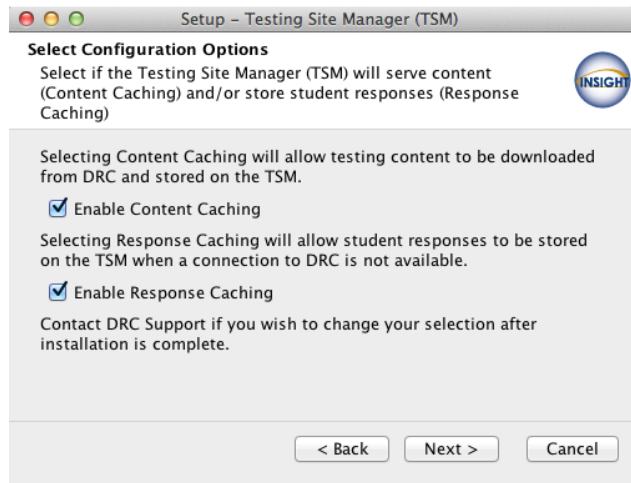 Setup – Testing Site Manager (TSM)
Select Configuration Options
Select if the Testing Site Manager (TSM) will serve content
(Content Caching) and/or store student responses (Response
Caching)
INSIGHT
Selecting Content Caching will allow testing content to be downloaded
from DRC and stored on the TSM.
Enable Content Caching
Selecting Response Caching will allow student responses to be stored
on the TSM when a connection to DRC is not available.
Enable Response Caching
Contact DRC Support if you wish to change your selection after
installation is complete.
< Back Next > Cancel